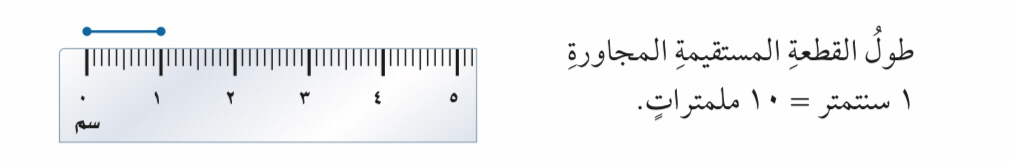 طولُ القطعةِ المستقيمةِ المجاورةِ
١ سنتمتر = ١٠ ملمتراتٍ.
٠ ١ ٢ ٣ ٤ ٥
سم